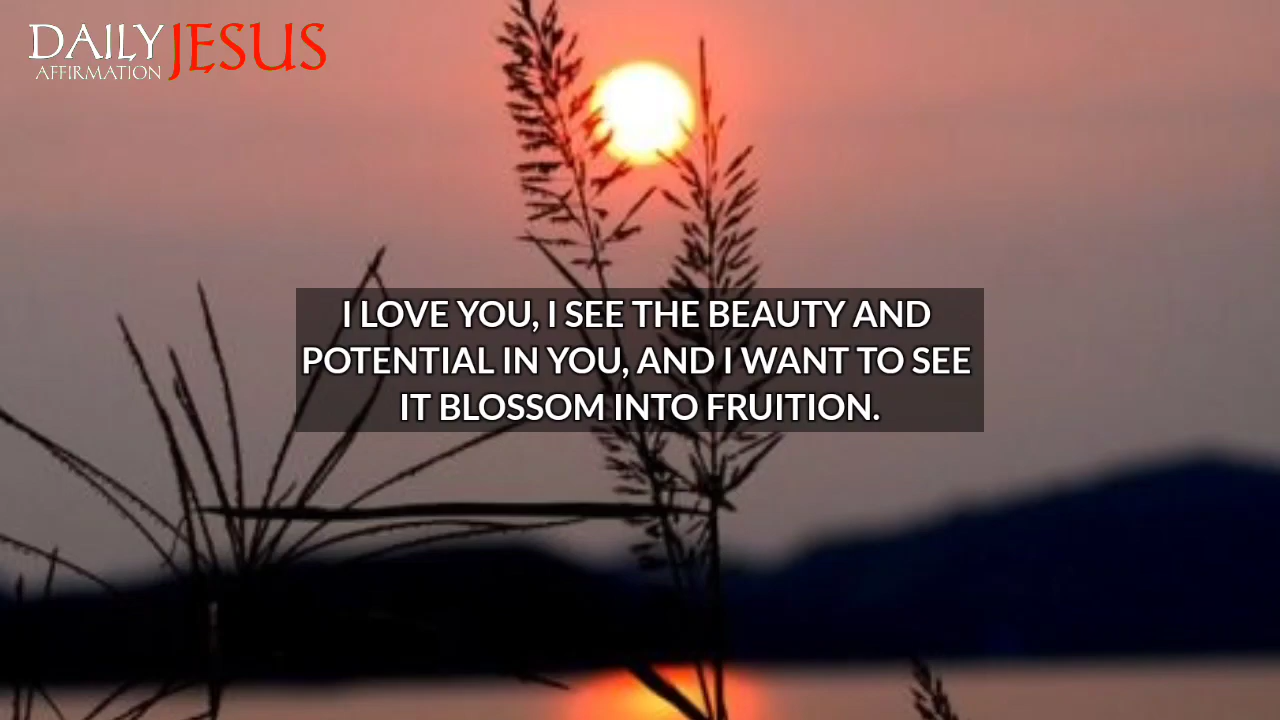 DAILY JESUS
AFFIRMATION
I LOVE YOU, I SEE THE BEAUTY AND
POTENTIAL IN YOU, AND I WANT TO SEE
IT BLOSSOM INTO FRUITION.